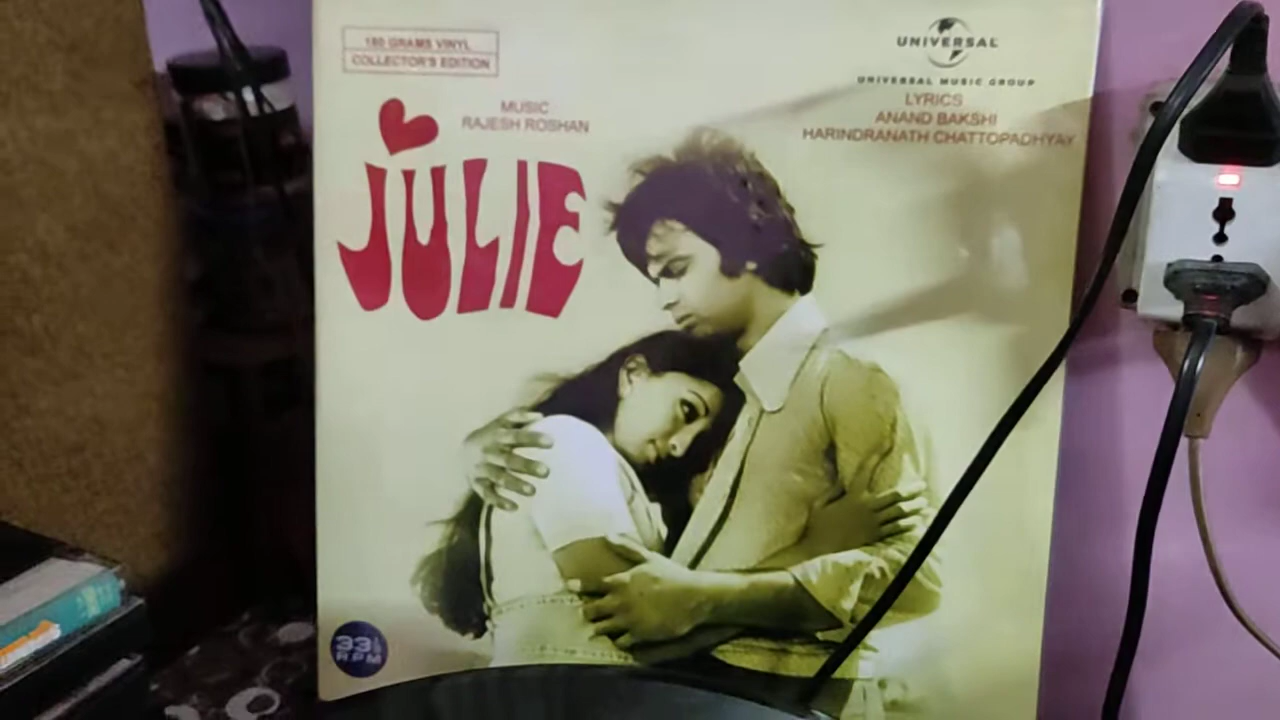 180 GRAMS VINYL
COLLECTOR'S EDITION
UNIVERSAL
UNIVERSAL MUSIC GROUP
MUSIC
RAJESH ROSHAN
LYRICS
ANAND BAKSHI
HARINDRANATH CHATTOPADHYAY
JULIE
33⅓
RPM